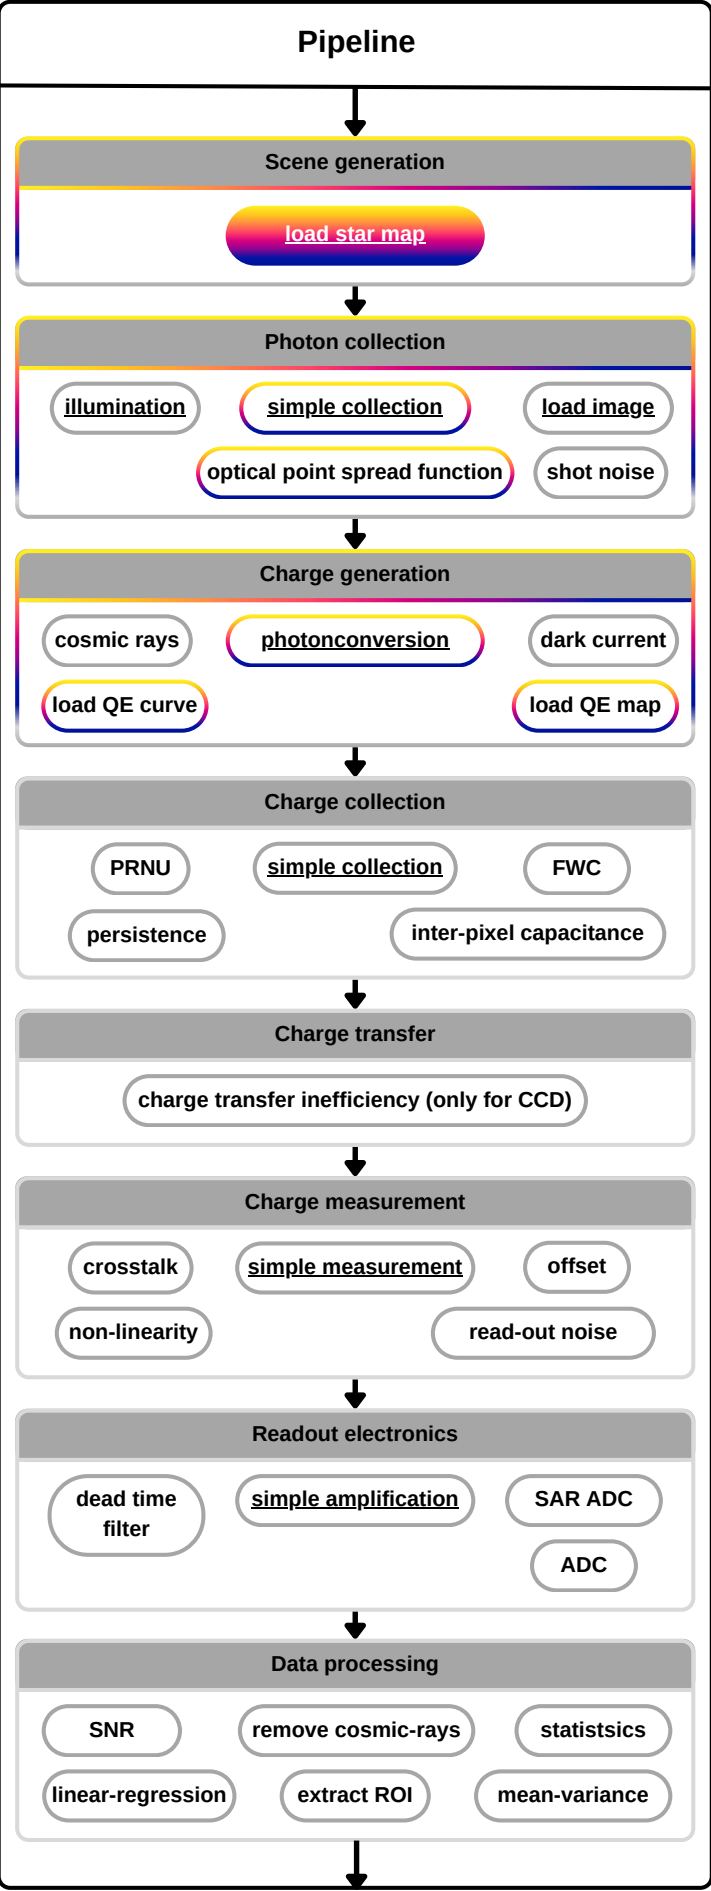 Pipeline
Scene generation
load star map
Photon collection
illumination
simple collection
load image
optical point spread function
shot noise
Charge generation
cosmic rays
photonconversion
dark current
load QE curve
load QE map
Charge collection
PRNU
simple collection
FWC
persistence
inter-pixel capacitance
Charge transfer
charge transfer inefficiency (only for CCD)
Charge measurement
crosstalk
simple measurement
offset
non-linearity
read-out noise
Readout electronics
dead time
filter
simple amplification
SAR ADC
ADC
Data processing
SNR
remove cosmic-rays
statistsics
linear-regression
extract ROI
mean-variance